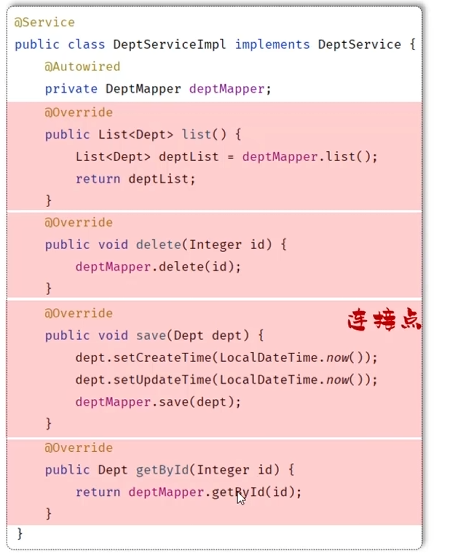 @Service
public class DeptServiceImpl implements DeptService {
    @Autowired
    private DeptMapper deptMapper;
    @Override
    public List<Dept> list() {
        List<Dept> deptList = deptMapper.list();
        return deptList;
    }
    @Override
    public void delete(Integer id) {
        deptMapper.delete(id);
    }
    @Override
    连接点
    public void save(Dept dept) {
        dept.setCreateTime(LocalDateTime.now());
        dept.setUpdateTime(LocalDateTime.now());
        deptMapper.save(dept);
    }
    @Override
    public Dept getById(Integer id) {
        return deptMapper.getById(id);
    }
}